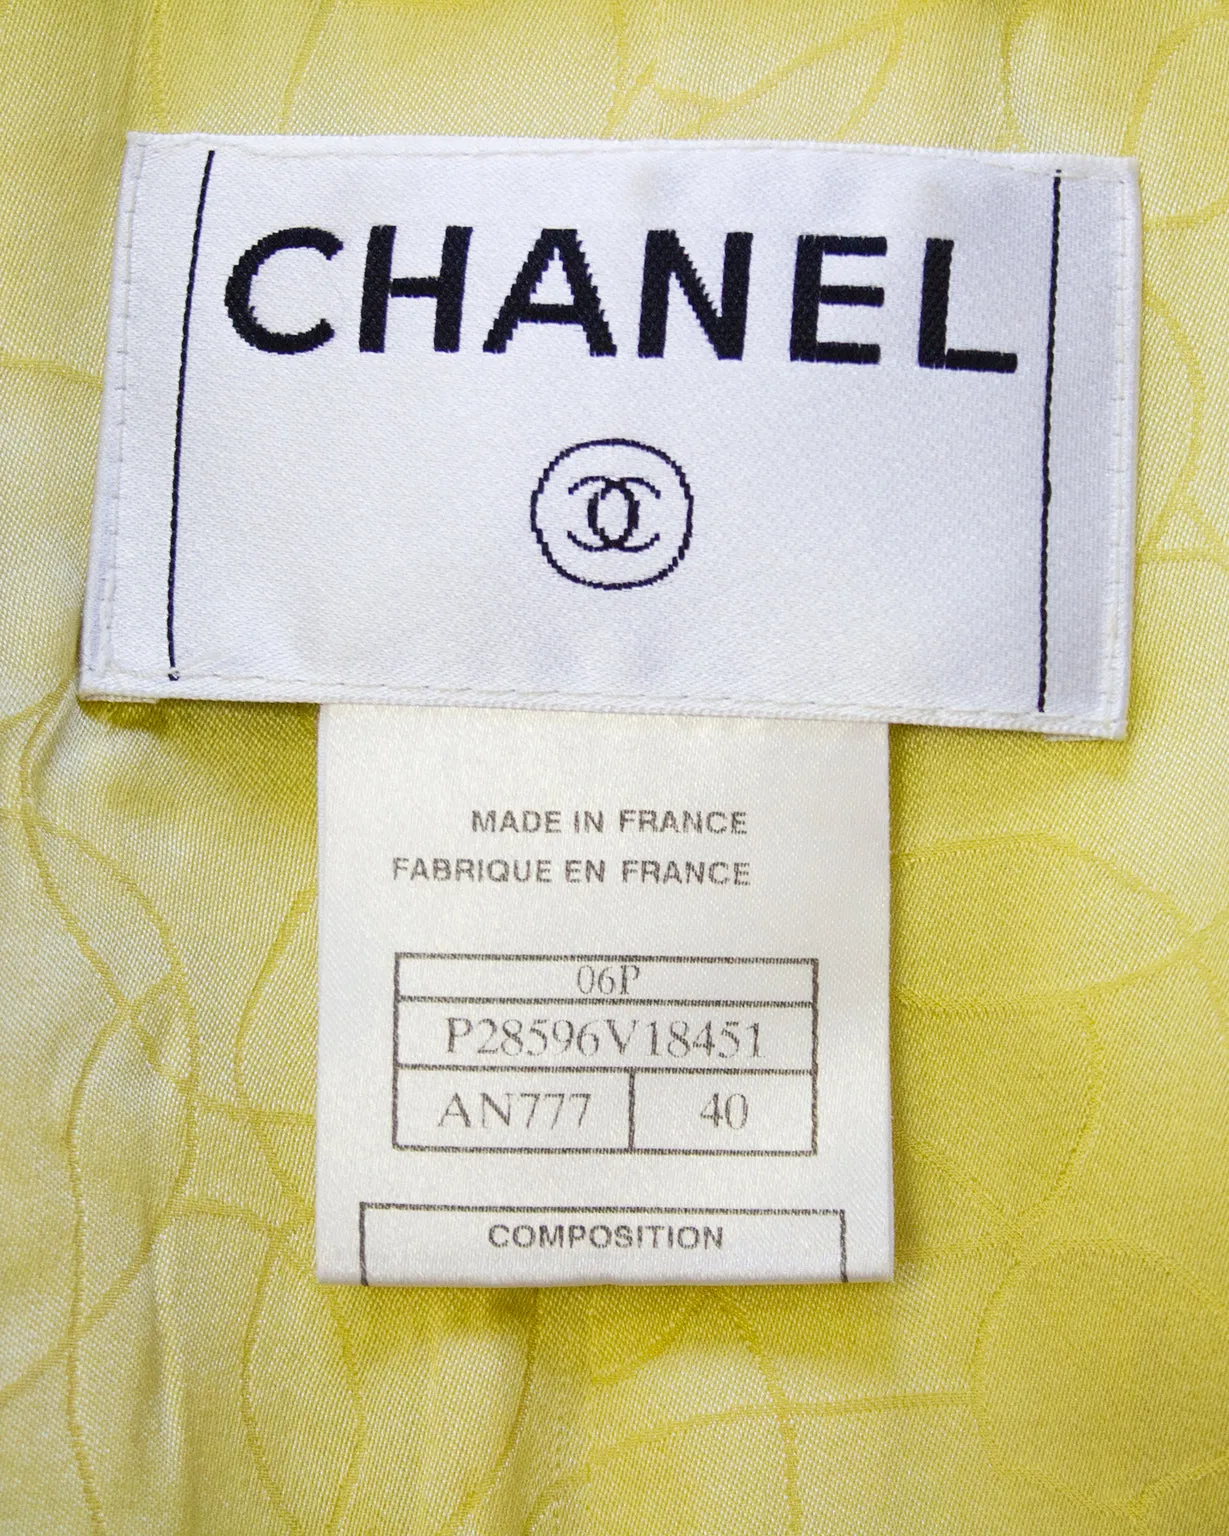 CHANEL
MADE IN FRANCE
FABRIQUE EN FRANCE
06P
P28596V18451
AN777 40
COMPOSITION